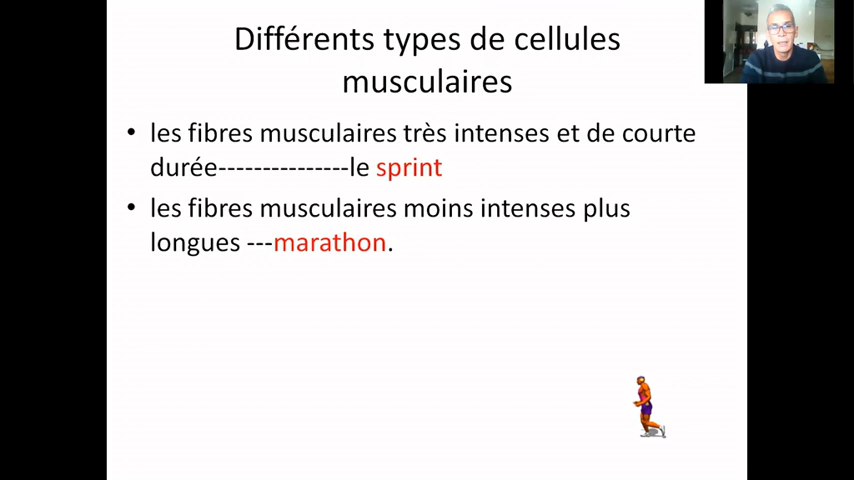 Différents types de cellules
musculaires
• les fibres musculaires très intenses et de courte
durée---------------le sprint
• les fibres musculaires moins intenses plus
longues ---marathon.